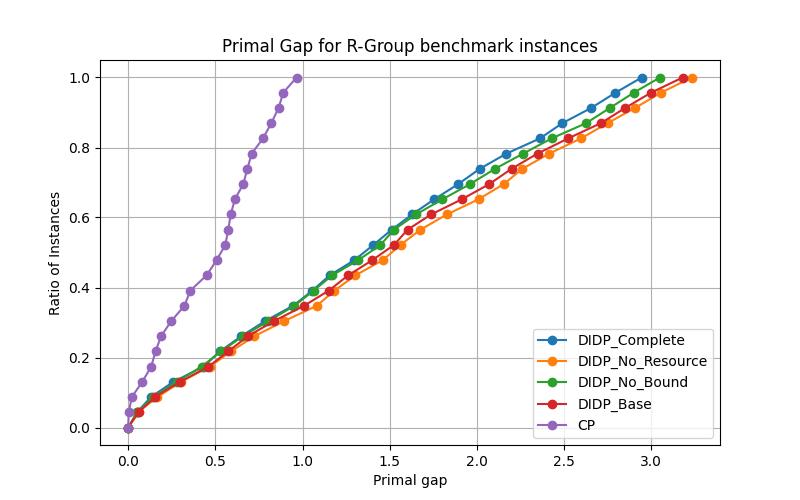 Primal Gap for R-Group benchmark instances
Ratio of Instances
1.0
0.8
0.6
0.4
0.2
0.0
0.0 0.5 1.0 1.5 2.0 2.5 3.0
Primal gap
DIDP_Complete
DIDP_No_Resource
DIDP_No_Bound
DIDP_Base
CP